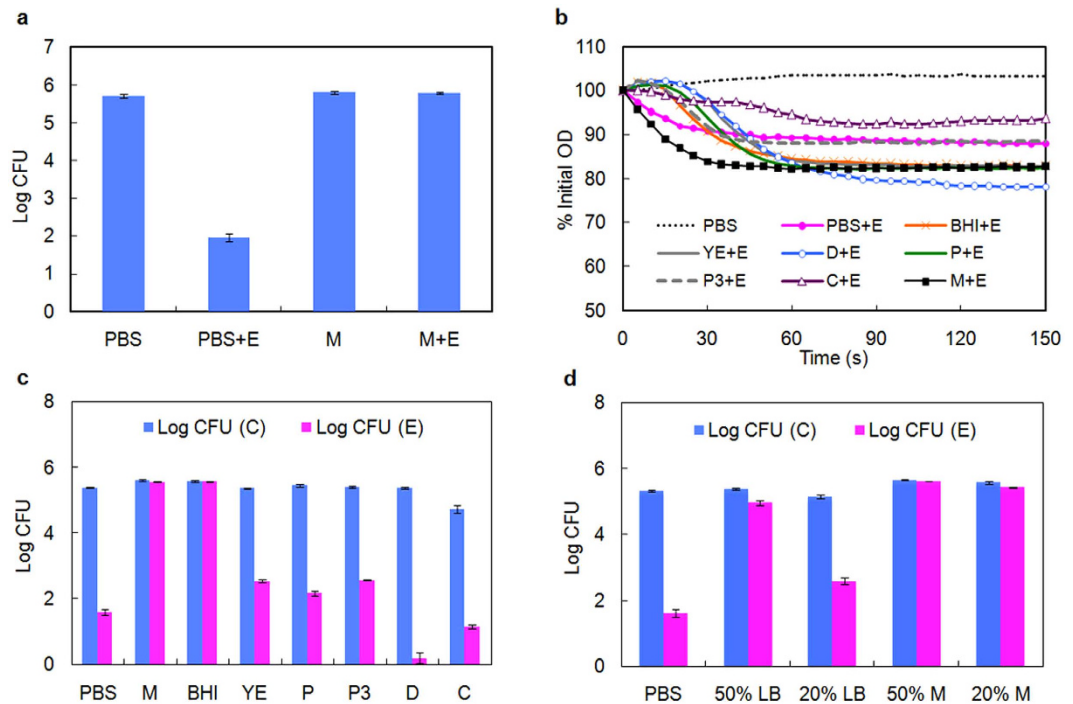 a
7
6
5
4
3
2
1
0
Log CFU
PBS PBS+E M M+E
b
110
100
90
80
70
60
50
% Initial OD
PBS PBS+E BHI+E
YE+E D+E P+E
P3+E C+E M+E
0 30 60 90 120 150
Time (s)
c
8
6
4
2
0
Log CFU
Log CFU (C) Log CFU (E)
PBS M BHI YE P P3 D C
d
8
6
4
2
0
Log CFU
Log CFU (C) Log CFU (E)
PBS 50% LB 20% LB 50% M 20% M